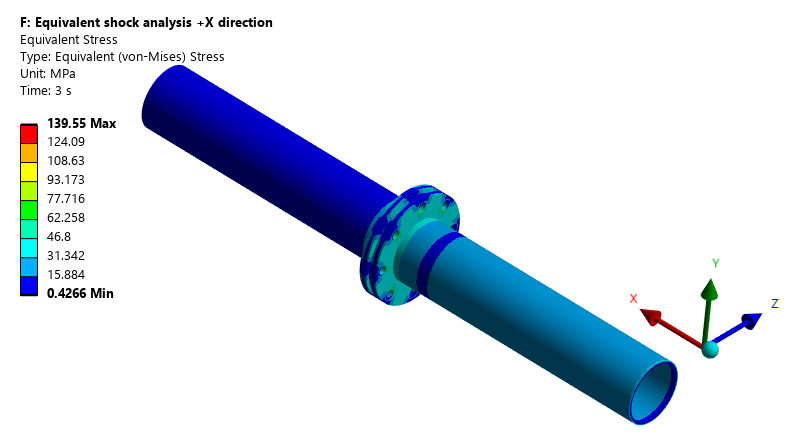 F: Equivalent shock analysis +X direction
Equivalent Stress
Type: Equivalent (von-Mises) Stress
Unit: MPa
Time: 3 s
139.55 Max
124.09
108.63
93.173
77.716
62.258
46.8
31.342
15.884
0.4266 Min
Y
X
Z